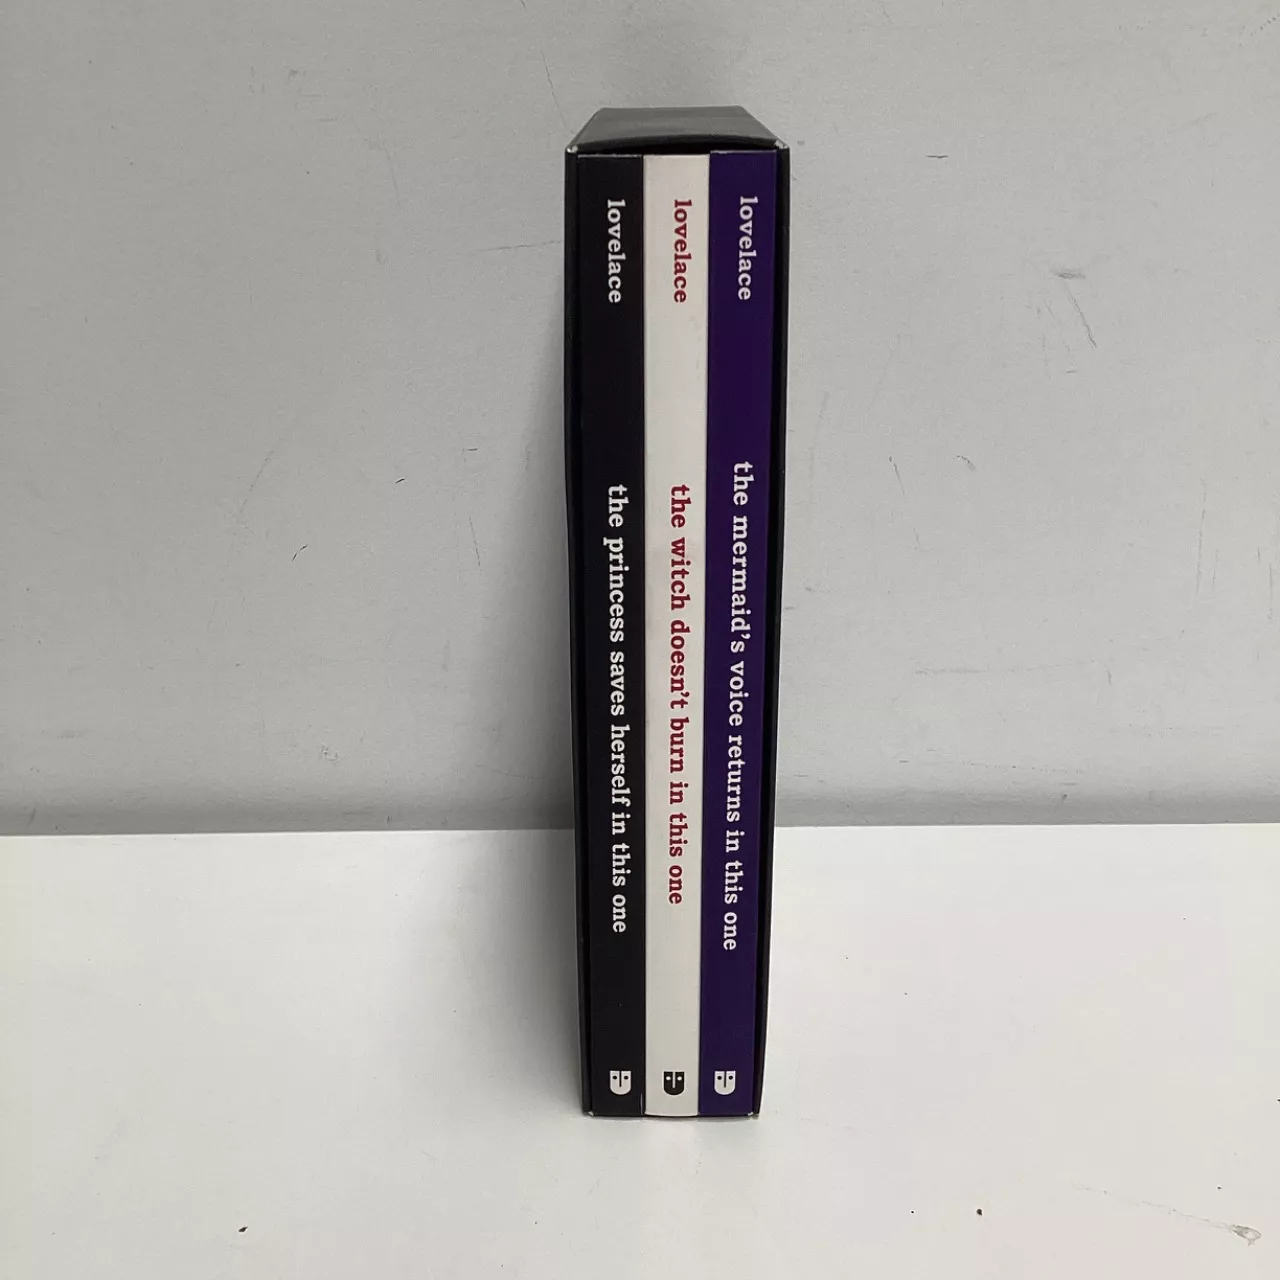 lovelace
the princess saves herself in this one
lovelace
the witch doesn't burn in this one
lovelace
the mermaid's voice returns in this one